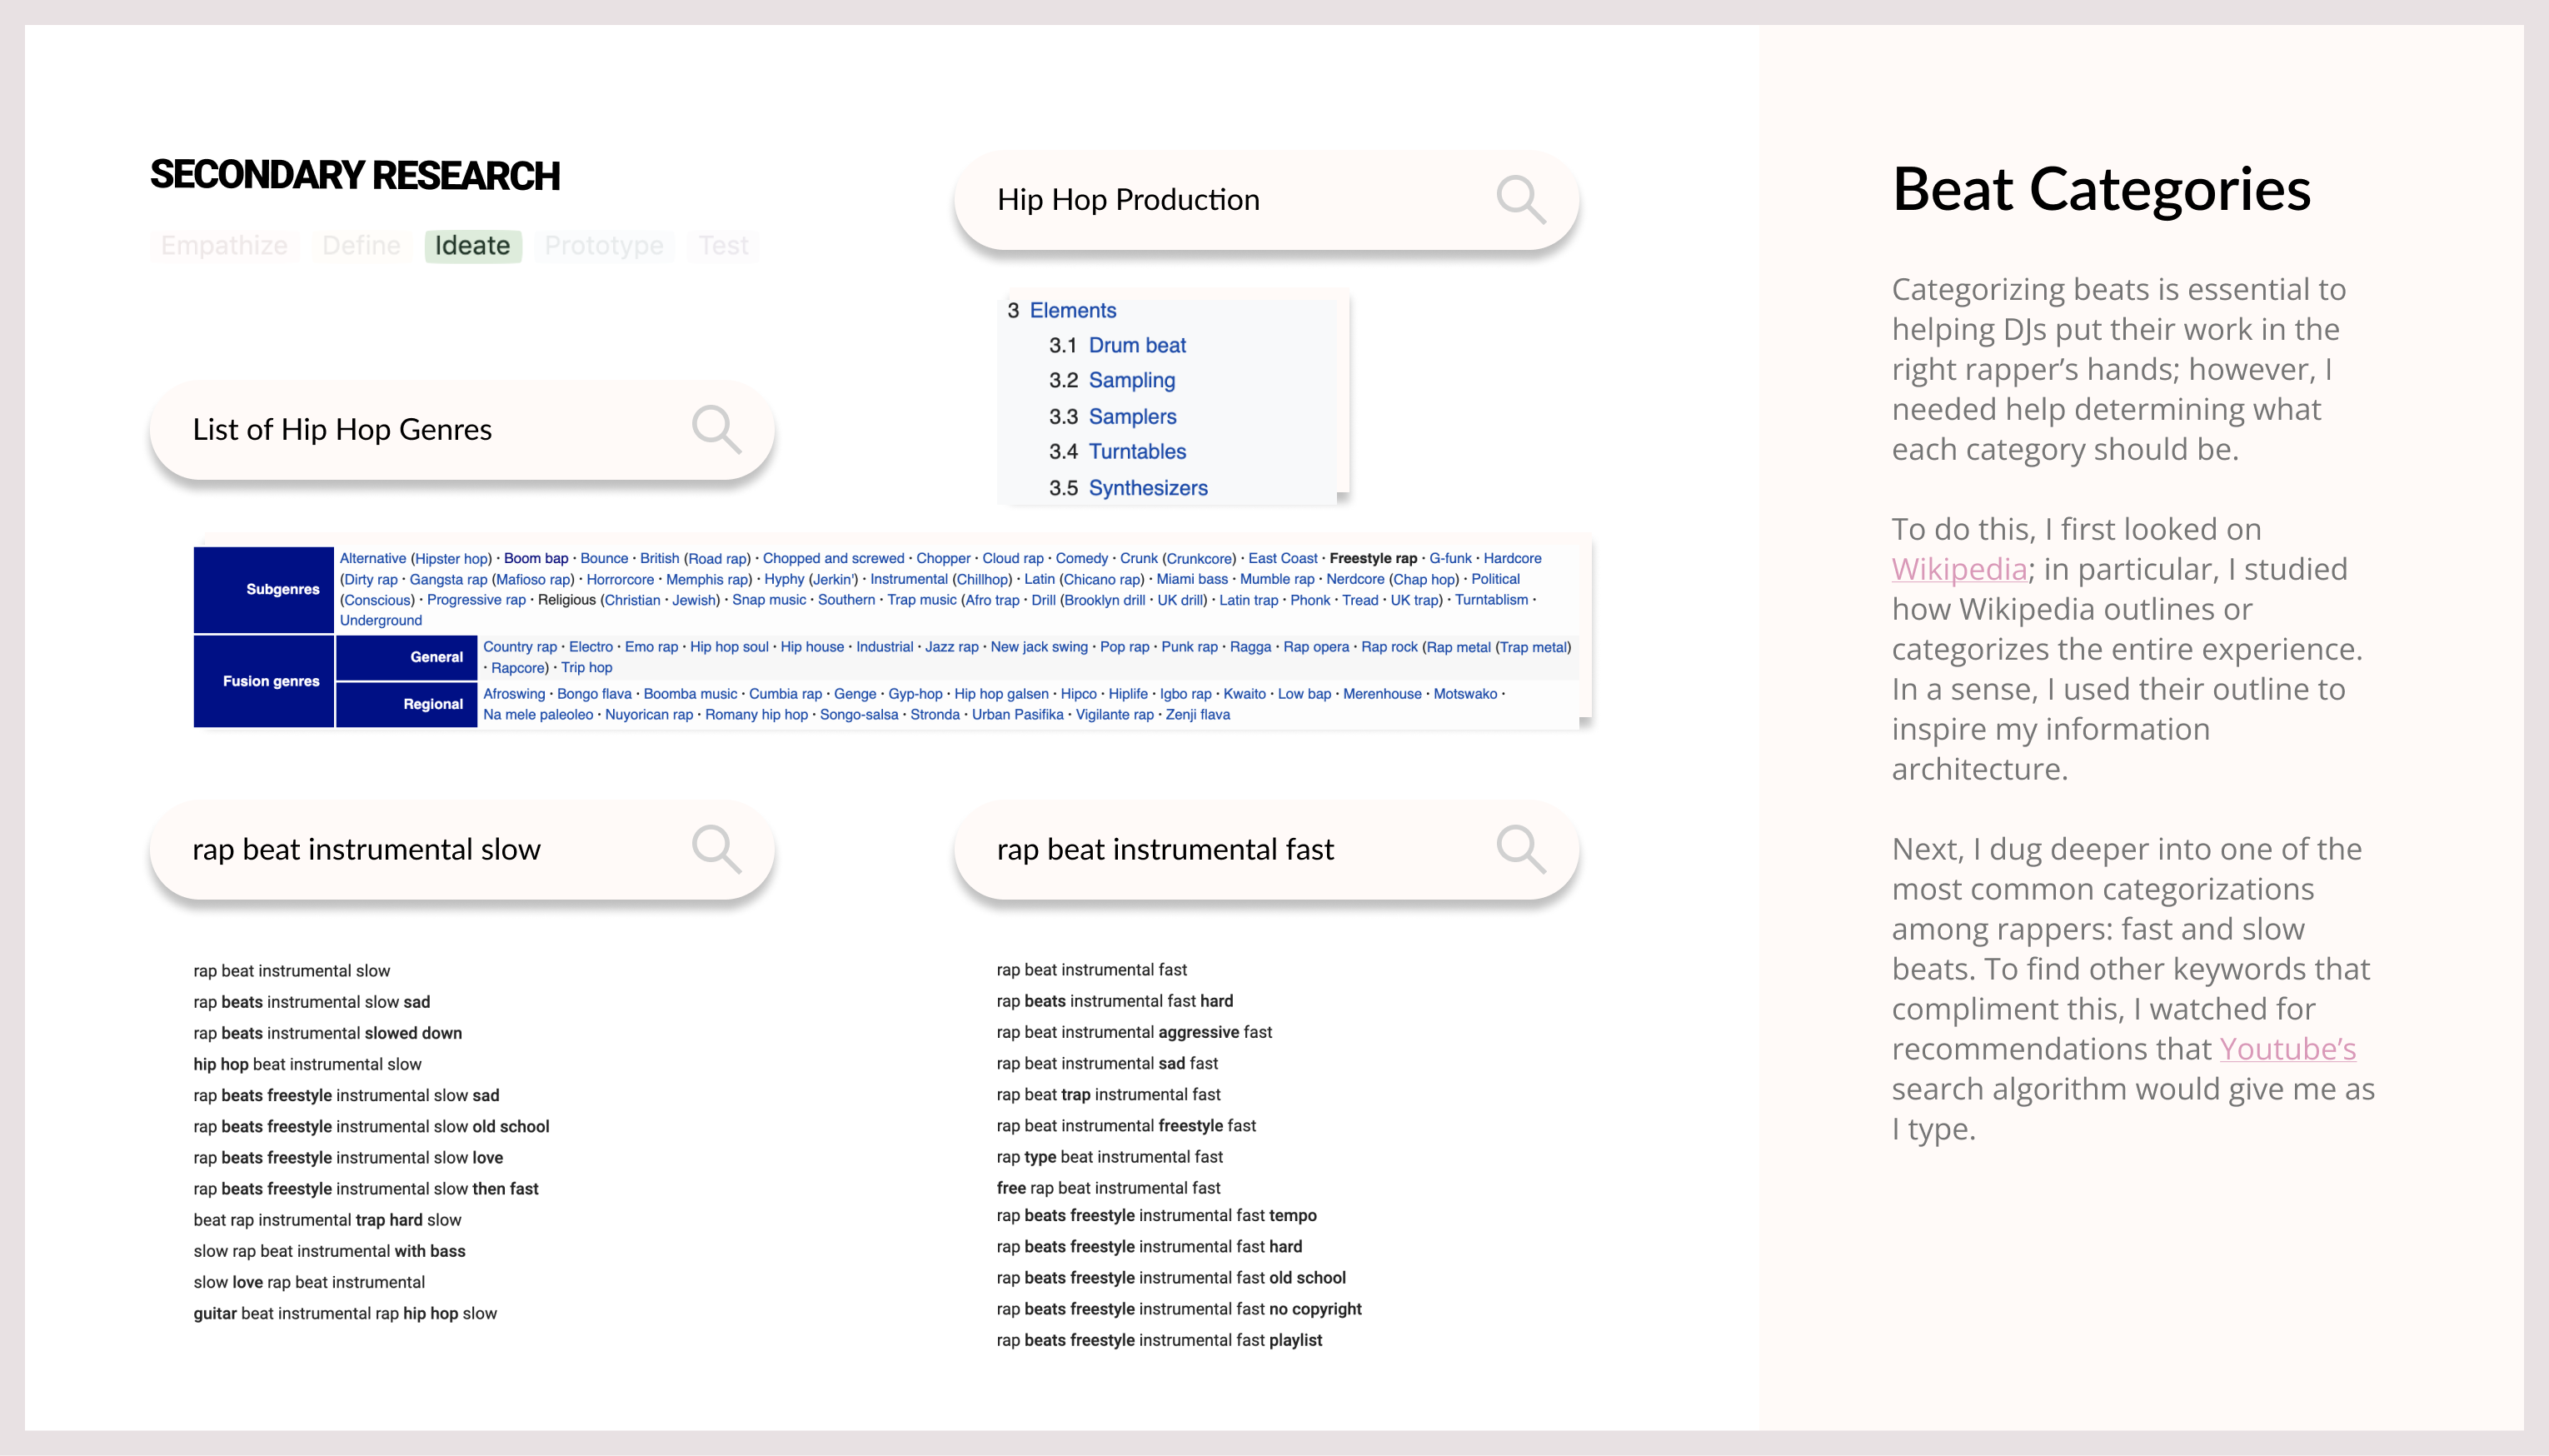 SECONDARY RESEARCH
Empathize Define Ideate Prototype Test
Hip Hop Production
3 Elements
3.1 Drum beat
3.2 Sampling
3.3 Samplers
3.4 Turntables
3.5 Synthesizers
List of Hip Hop Genres
Subgenres
Alternative (Hipster hop) · Boom bap · Bounce · British (Road rap) · Chopped and screwed · Chopper · Cloud rap · Comedy · Crunk (Crunkcore) · East Coast · Freestyle rap · G-funk · Hardcore
(Dirty rap · Gangsta rap (Mafioso rap) · Horrorcore · Memphis rap) · Hyphy (Jerkin') · Instrumental (Chillhop) · Latin (Chicano rap) · Miami bass · Mumble rap · Nerdcore (Chap hop) · Political
(Conscious) · Progressive rap · Religious (Christian · Jewish) · Snap music · Southern · Trap music (Afro trap · Drill (Brooklyn drill · UK drill) · Latin trap · Phonk · Tread · UK trap) · Turntablism ·
Underground
Fusion genres
General
Country rap · Electro · Emo rap · Hip hop soul · Hip house · Industrial · Jazz rap · New jack swing · Pop rap · Punk rap · Ragga · Rap opera · Rap rock (Rap metal (Trap metal)
· Rapcore) · Trip hop
Regional
Afroswing · Bongo flava · Boomba music · Cumbia rap · Genge · Gyp-hop · Hip hop galsen · Hipco · Hiplife · Igbo rap · Kwaito · Low bap · Merenhouse · Motswako ·
Na mele paleoleo · Nuyorican rap · Romany hip hop · Songo-salsa · Stronda · Urban Pasifika · Vigilante rap · Zenji flava
rap beat instrumental slow
rap beat instrumental slow
rap beats instrumental slow sad
rap beats instrumental slowed down
hip hop beat instrumental slow
rap beats freestyle instrumental slow sad
rap beats freestyle instrumental slow old school
rap beats freestyle instrumental slow love
rap beats freestyle instrumental slow then fast
beat rap instrumental trap hard slow
slow rap beat instrumental with bass
slow love rap beat instrumental
guitar beat instrumental rap hip hop slow
rap beat instrumental fast
rap beat instrumental fast
rap beats instrumental fast hard
rap beat instrumental aggressive fast
rap beat instrumental sad fast
rap beat trap instrumental fast
rap beat instrumental freestyle fast
rap type beat instrumental fast
free rap beat instrumental fast
rap beats freestyle instrumental fast tempo
rap beats freestyle instrumental fast hard
rap beats freestyle instrumental fast old school
rap beats freestyle instrumental fast no copyright
rap beats freestyle instrumental fast playlist
Beat Categories
Categorizing beats is essential to
helping DJs put their work in the
right rapper’s hands; however, I
needed help determining what
each category should be.
To do this, I first looked on
Wikipedia; in particular, I studied
how Wikipedia outlines or
categorizes the entire experience.
In a sense, I used their outline to
inspire my information
architecture.
Next, I dug deeper into one of the
most common categorizations
among rappers: fast and slow
beats. To find other keywords that
compliment this, I watched for
recommendations that Youtube’s
search algorithm would give me as
I type.